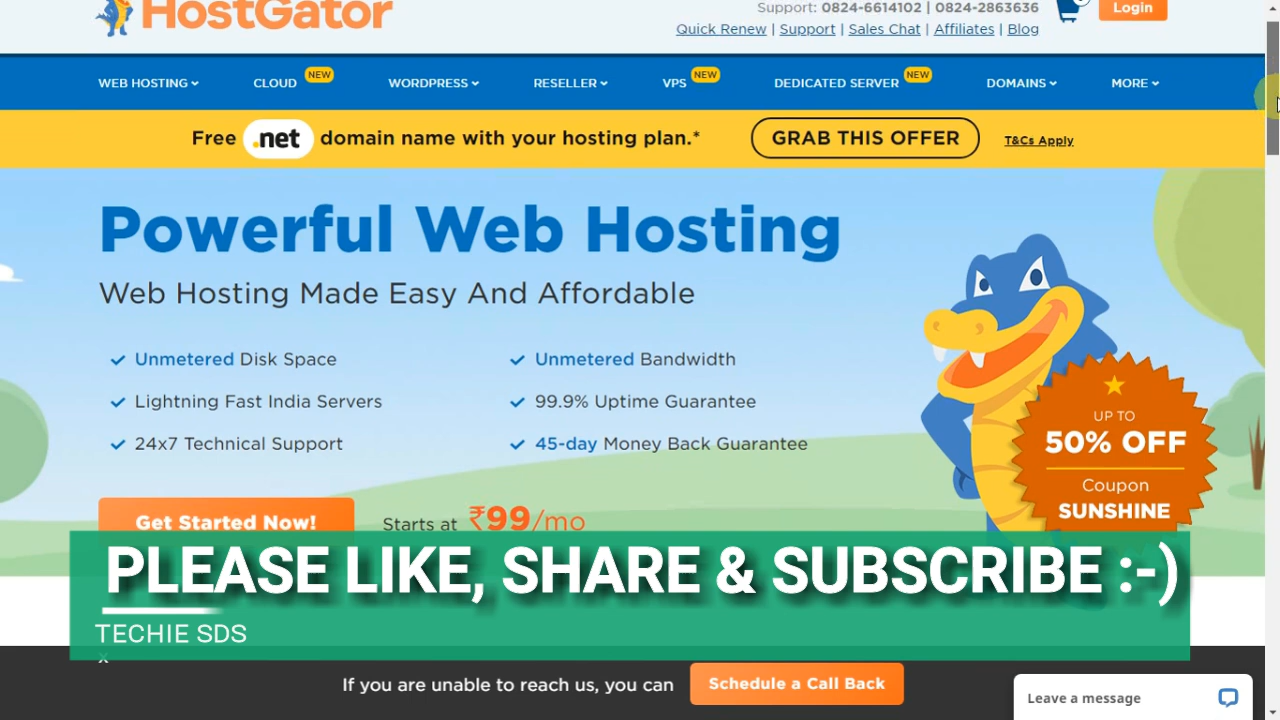 HostGator
Support: 0824-6614102 | 0824-2863636
Login
Quick Renew | Support | Sales Chat | Affiliates | Blog
WEB HOSTING CLOUD NEW WORDPRESS RESELLER VPS NEW DEDICATED SERVER NEW DOMAINS MORE
Free .net domain name with your hosting plan.* GRAB THIS OFFER T&Cs Apply
Powerful Web Hosting
Web Hosting Made Easy And Affordable
Unmetered Disk Space
Unmetered Bandwidth
Lightning Fast India Servers
99.9% Uptime Guarantee
24x7 Technical Support
45-day Money Back Guarantee
UP TO
50% OFF
Coupon
SUNSHINE
Get Started Now!
Starts at ₹99/mo
PLEASE LIKE, SHARE & SUBSCRIBE :-)
TECHIE SDS
x
If you are unable to reach us, you can Schedule a Call Back
Leave a message